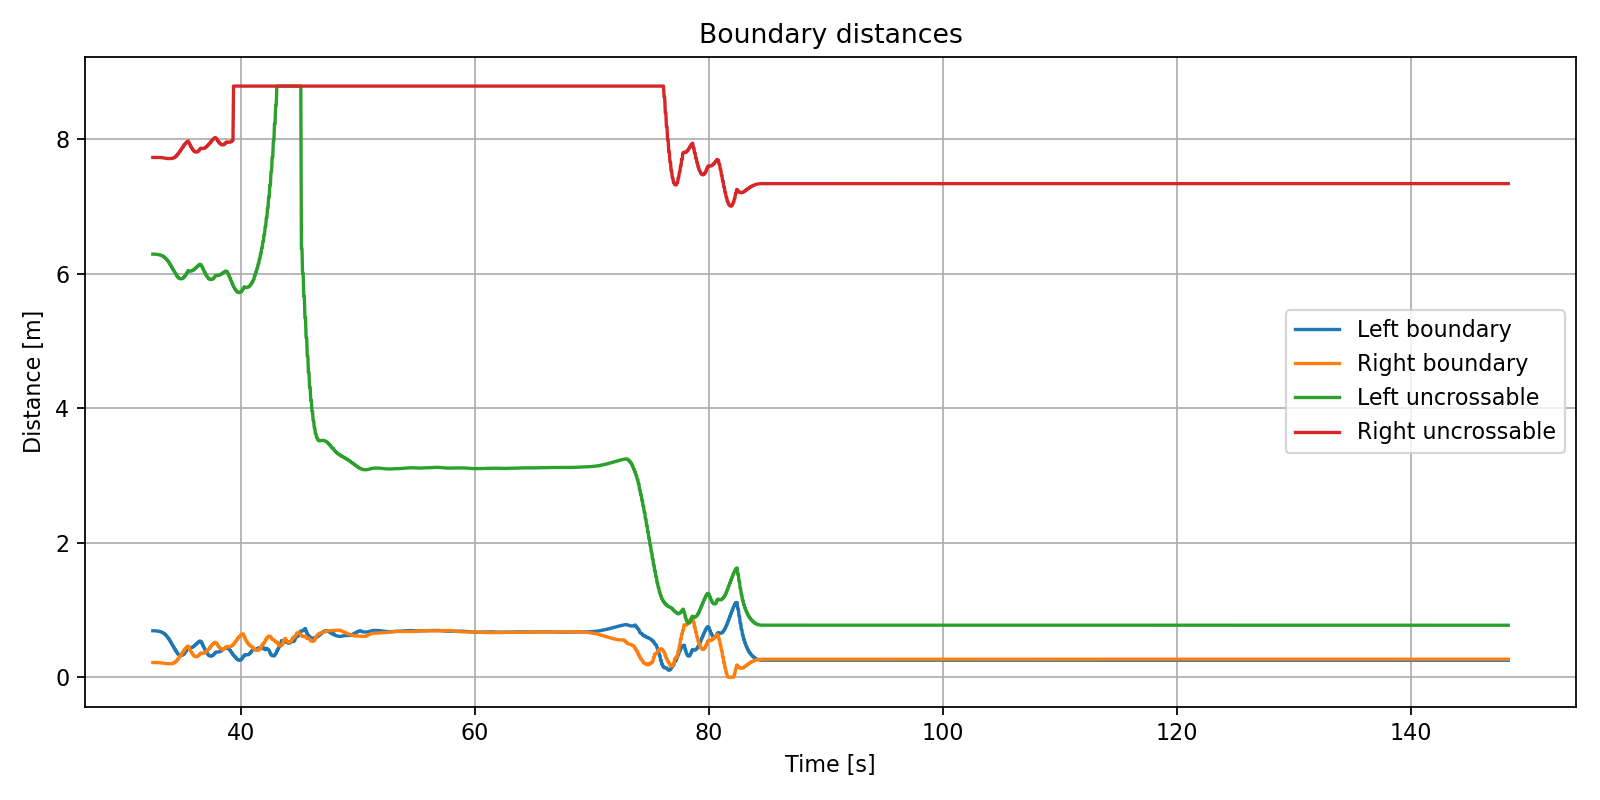 Boundary distances
Distance [m]
8
6
4
2
0
40
60
80
100
120
140
Time [s]
Left boundary
Right boundary
Left uncrossable
Right uncrossable